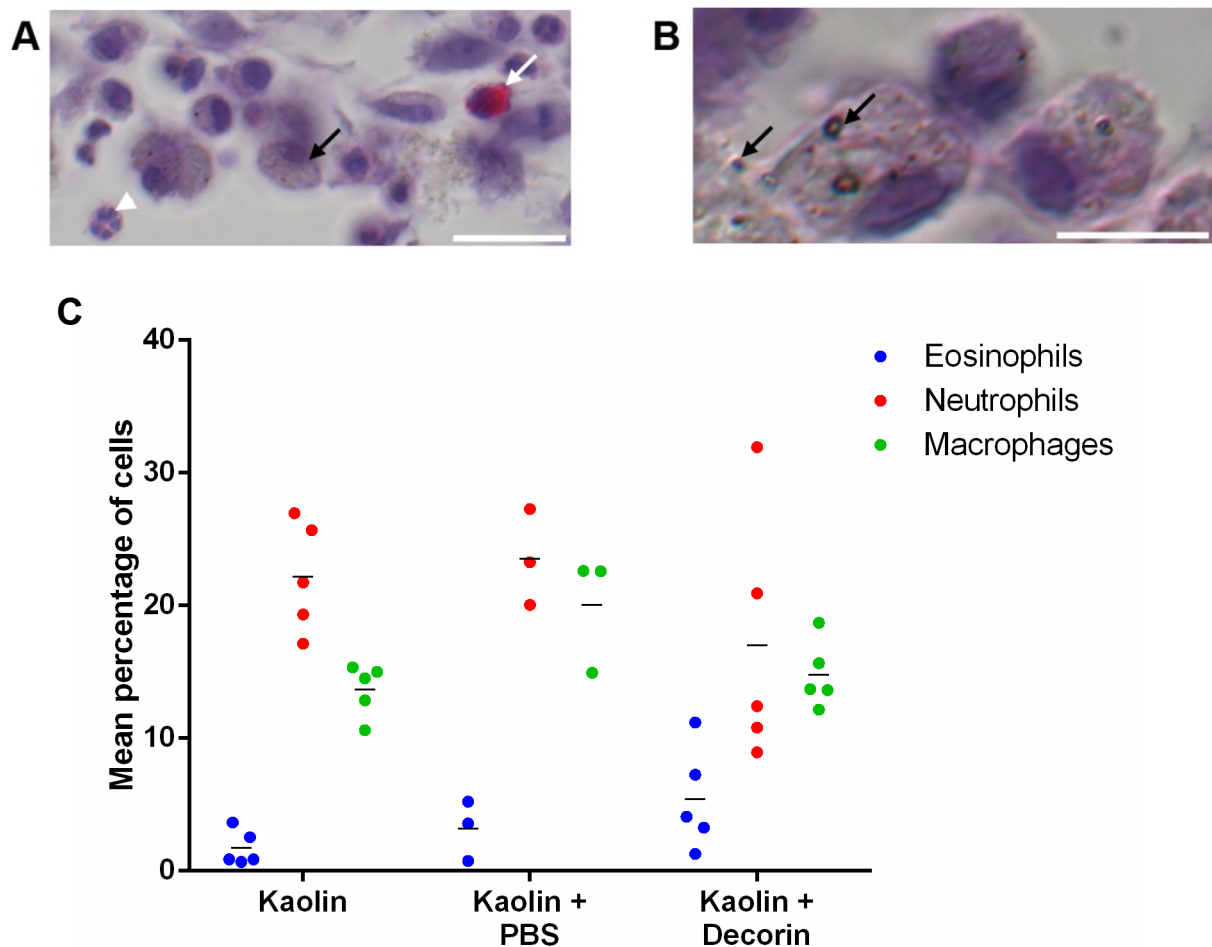 A
B
C
40
30
20
10
0
Mean percentage of cells
Eosinophils
Neutrophils
Macrophages
Kaolin
Kaolin +
PBS
Kaolin +
Decorin